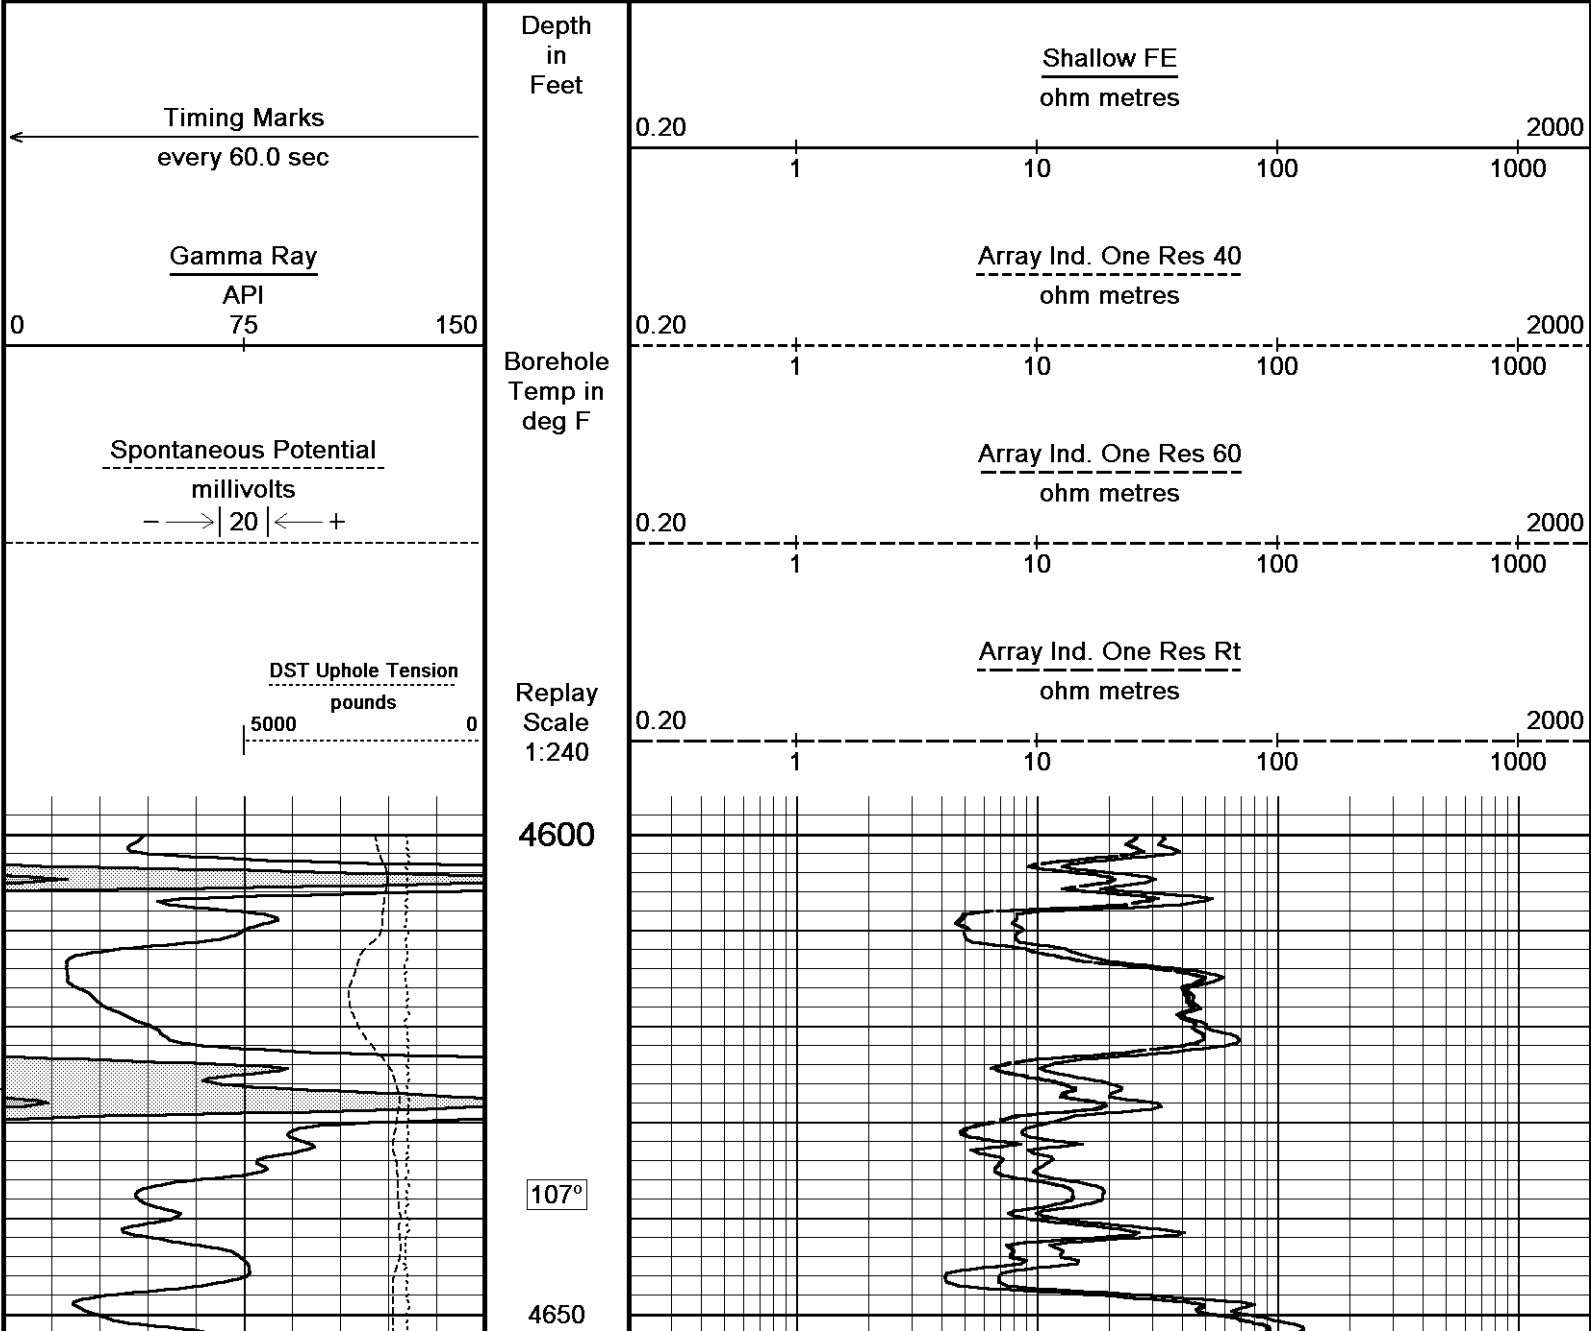 Timing Marks
every 60.0 sec
Gamma Ray
API
0 75 150
Spontaneous Potential
millivolts
− 20 +
DST Uphole Tension
pounds
5000 0
Depth
in
Feet
Borehole
Temp in
deg F
Replay
Scale
1:240
4600
107°
4650
Shallow FE
ohm metres
0.20 2000
1 10 100 1000
Array Ind. One Res 40
ohm metres
0.20 2000
1 10 100 1000
Array Ind. One Res 60
ohm metres
0.20 2000
1 10 100 1000
Array Ind. One Res Rt
ohm metres
0.20 2000
1 10 100 1000